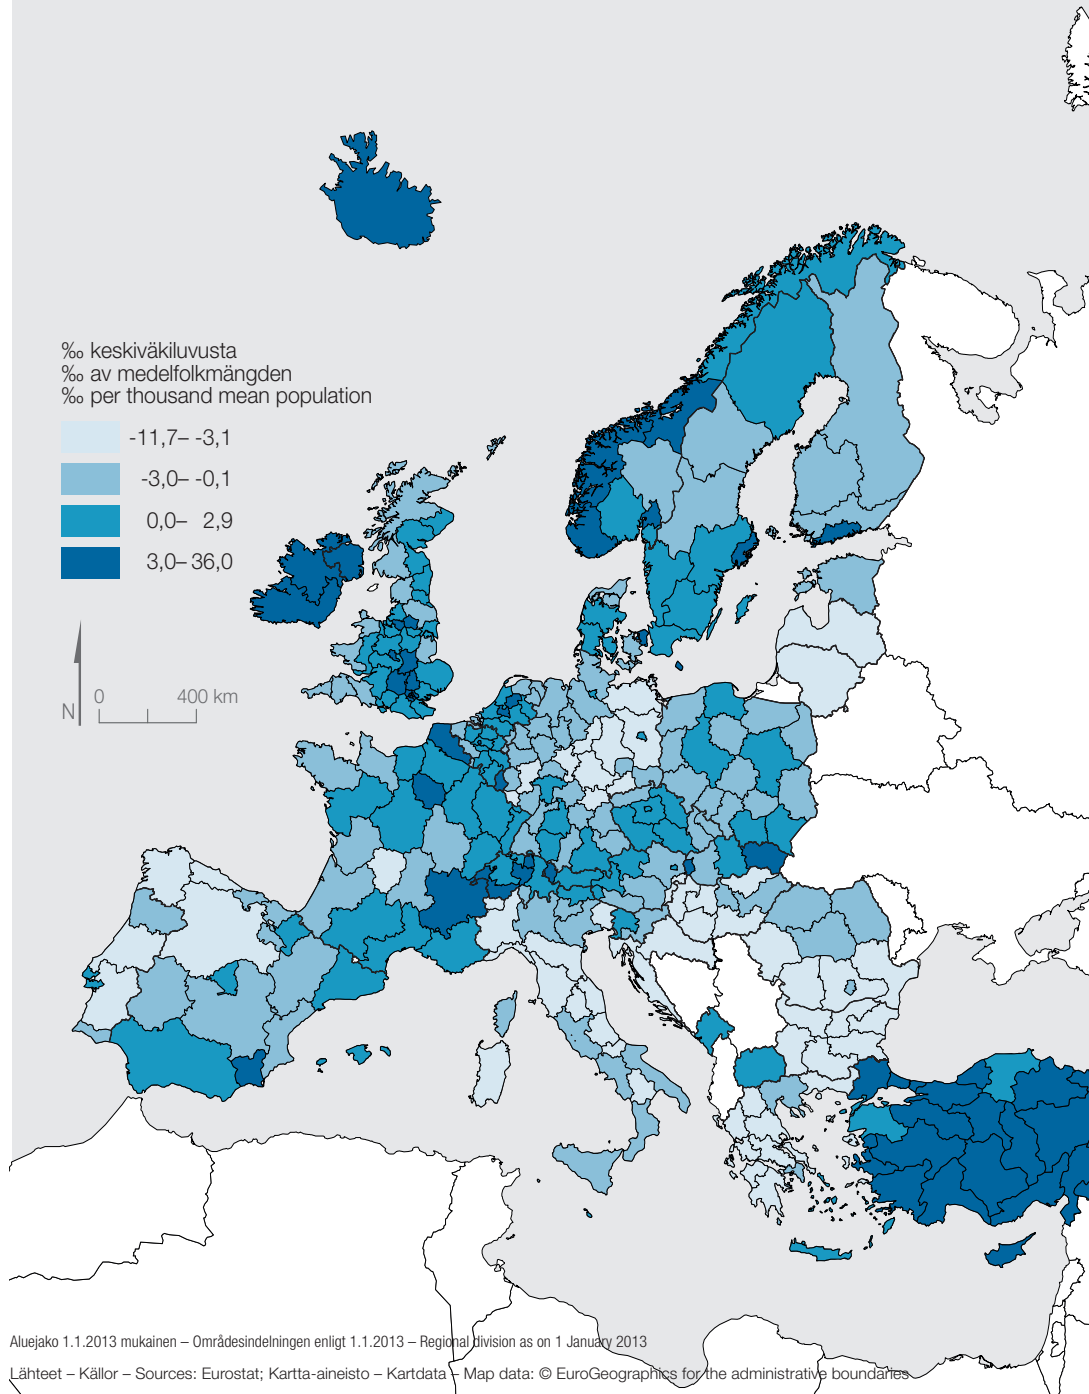 ‰ keskiväkiluvusta
‰ av medelfolkmängden
‰ per thousand mean population
-11,7– -3,1
-3,0– -0,1
0,0– 2,9
3,0– 36,0
N
0 400 km
Aluejako 1.1.2013 mukainen – Områdesindelningen enligt 1.1.2013 – Regional division as on 1 January 2013
Lähteet – Källor – Sources: Eurostat; Kartta-aineisto – Kartdata – Map data: © EuroGeographics for the administrative boundaries